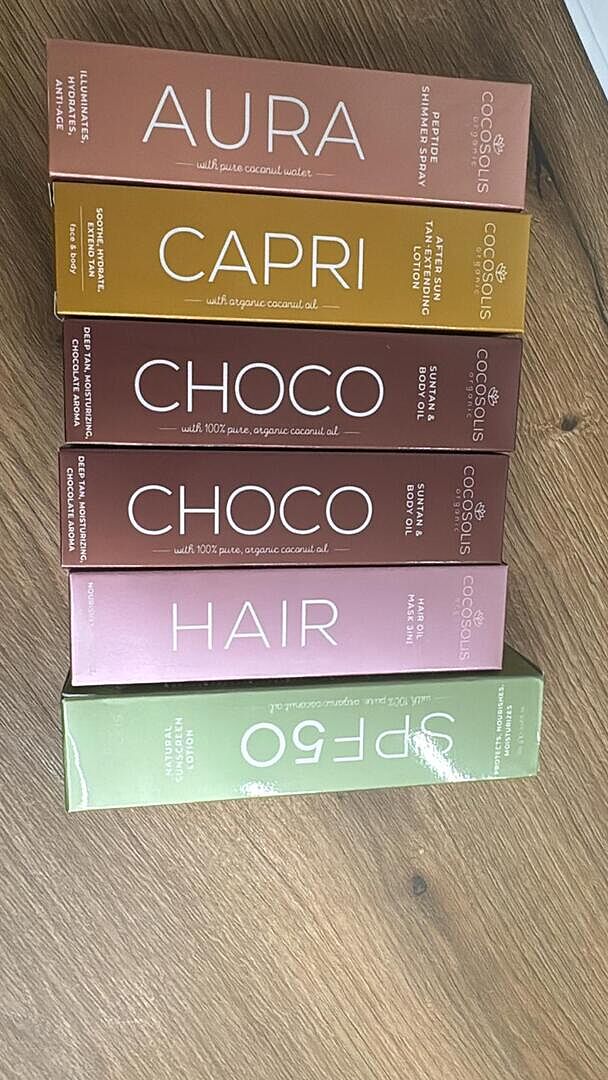 ILLUMINATES,
HYDRATES,
ANTI-AGE
AURA
with pure coconut water
PEPTIDE
SHIMMER SPRAY
COCOSOLIS
organic
SOOTHE, HYDRATE,
EXTEND TAN
face & body
CAPRI
with organic coconut oil
AFTER SUN
TAN-EXTENDING
LOTION
COCOSOLIS
organic
DEEP TAN, MOISTURIZING,
CHOCOLATE AROMA
CHOCO
with 100% pure, organic coconut oil
SUNTAN &
BODY OIL
COCOSOLIS
organic
DEEP TAN, MOISTURIZING,
CHOCOLATE AROMA
CHOCO
with 100% pure, organic coconut oil
SUNTAN &
BODY OIL
COCOSOLIS
organic
HAIR
HAIR OIL
MASK 3IN1
COCOSOLIS
PROTECTS, NOURISHES,
MOISTURIZES
SPF50
with 100% pure, organic coconut oil
NATURAL
SUNSCREEN
LOTION